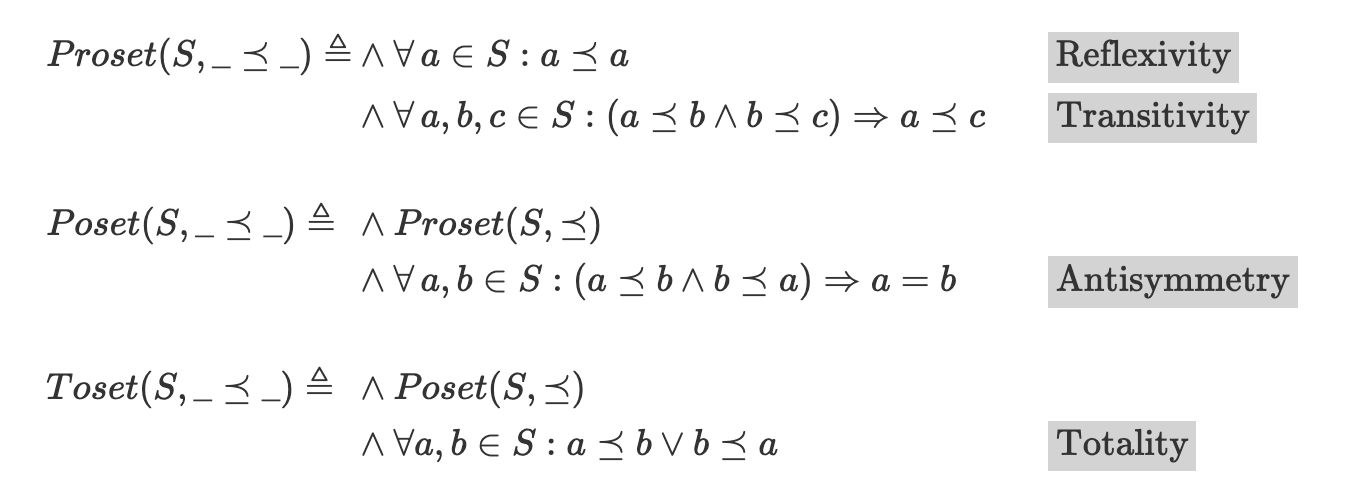 Proset(S, _ ⪯ _) ≜ ∧ ∀ a ∈ S : a ⪯ a Reflexivity
∧ ∀ a, b, c ∈ S : (a ⪯ b ∧ b ⪯ c) ⇒ a ⪯ c Transitivity
Poset(S, _ ⪯ _) ≜ ∧ Proset(S, ⪯)
∧ ∀ a, b ∈ S : (a ⪯ b ∧ b ⪯ a) ⇒ a = b Antisymmetry
Toset(S, _ ⪯ _) ≜ ∧ Poset(S, ⪯)
∧ ∀a, b ∈ S : a ⪯ b ∨ b ⪯ a Totality